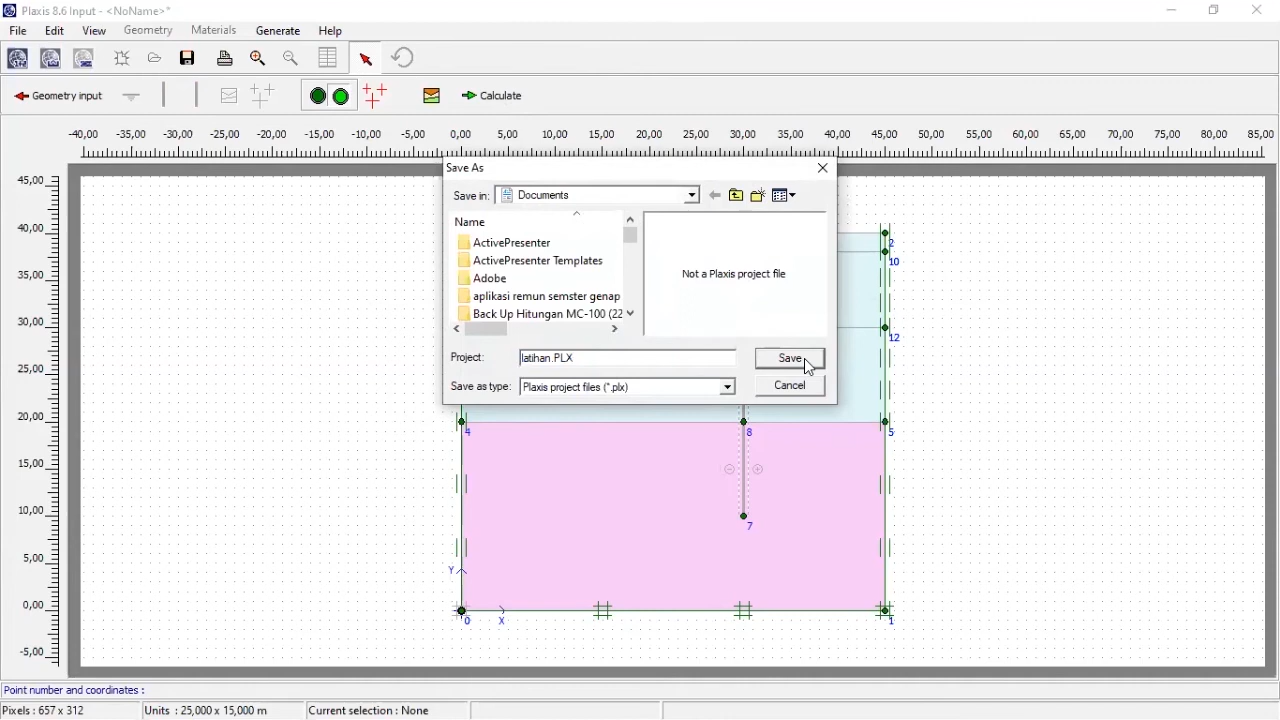 Plaxis 8.6 Input - <NoName>*
File Edit View Geometry Materials Generate Help
Geometry input Calculate
-40,00 -35,00 -30,00 -25,00 -20,00 -15,00 -10,00 -5,00 0,00 5,00 10,00 15,00 20,00 25,00 30,00 35,00 40,00 45,00 50,00 55,00 60,00 65,00 70,00 75,00 80,00 85,00
45,00
40,00
35,00
30,00
25,00
20,00
15,00
10,00
5,00
0,00
-5,00
Save As
Save in: Documents
Name
ActivePresenter
ActivePresenter Templates
Adobe
aplikasi remun semster genap
Back Up Hitungan MC-100 (22
Not a Plaxis project file
Project: latihan.PLX Save
Save as type: Plaxis project files (*.plx) Cancel
2
10
12
4 8 5
7
Y
0 X 1
Point number and coordinates :
Pixels : 657 x 312 Units : 25,000 x 15,000 m Current selection : None